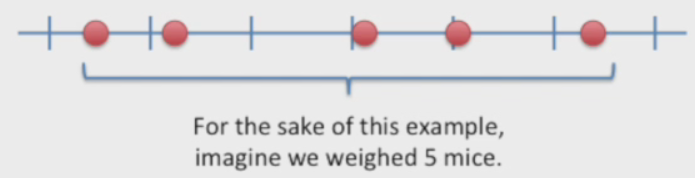 For the sake of this example,
imagine we weighed 5 mice.